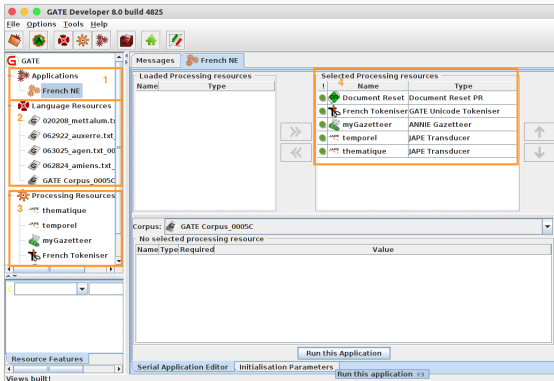 GATE Developer 8.0 build 4825
File Options Tools Help
GATE
Applications 1
French NE
Language Resources
2
020208_mettalum.t
062922_auxerre.txt_
063025_agen.txt_00
062824_amiens.txt_
GATE Corpus_0005C
Processing Resources
3
thematique
temporel
myGazetteer
French Tokeniser
Resource Features
Views built!
Messages French NE
Loaded Processing resources
Name Type
Selected Processing resources
4
! Name Type
Document Reset Document Reset PR
French Tokeniser GATE Unicode Tokeniser
myGazetteer ANNIE Gazetteer
temporel JAPE Transducer
thematique JAPE Transducer
Corpus: GATE Corpus_0005C
No selected processing resource
Name Type Required Value
Run this Application
Serial Application Editor Initialisation Parameters
Run this application F3